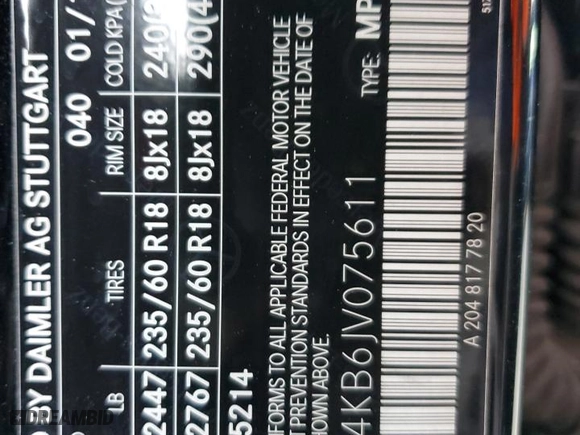 BY DAIMLER AG STUTTGART
040 01/
LB TIRES RIM SIZE COLD KPA(
2447 235/60 R18 8Jx18 240(
2767 235/60 R18 8Jx18 290(4
5214
TO ALL APPLICABLE FEDERAL MOTOR VEHICLE
PREVENTION STANDARDS IN EFFECT ON THE DATE OF
SHOWN ABOVE.
TYPE: MP
4KB6JV075611
A 204 817 78 20
DREAMBID